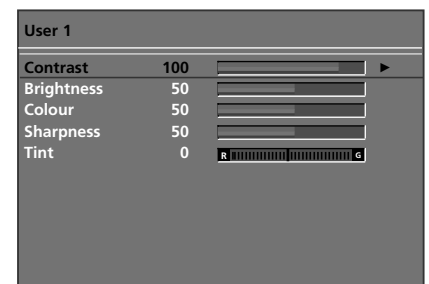 User 1
Contrast 100
Brightness 50
Colour 50
Sharpness 50
Tint 0 R G